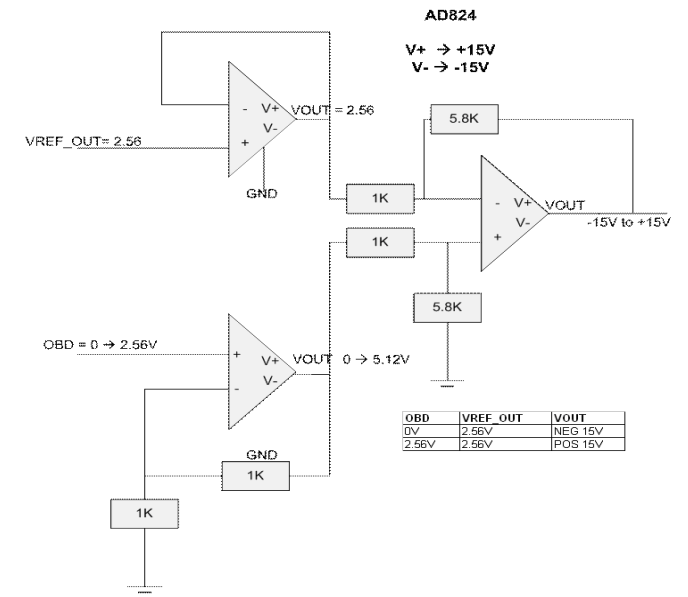 AD824
V+ → +15V
V- → -15V
- V+
V-
+
VOUT = 2.56
VREF_OUT= 2.56
GND
5.8K
1K
- V+
V-
+
VOUT
-15V to +15V
1K
5.8K
OBD = 0 → 2.56V
+
V+
V-
-
VOUT 0 → 5.12V
GND
1K
1K
OBD VREF_OUT VOUT
0V 2.56V NEG 15V
2.56V 2.56V POS 15V